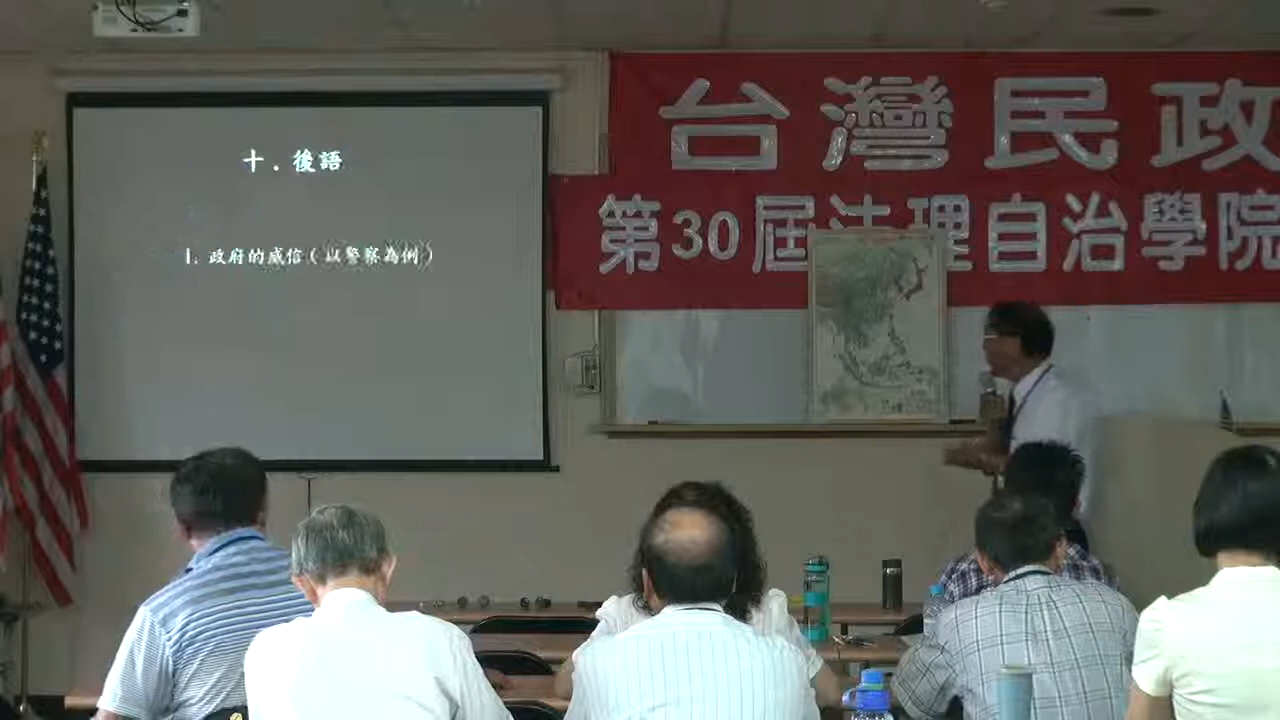 十．後語
1. 政府的威信(以警察為例)
台灣民政
第30屆法理自治學院